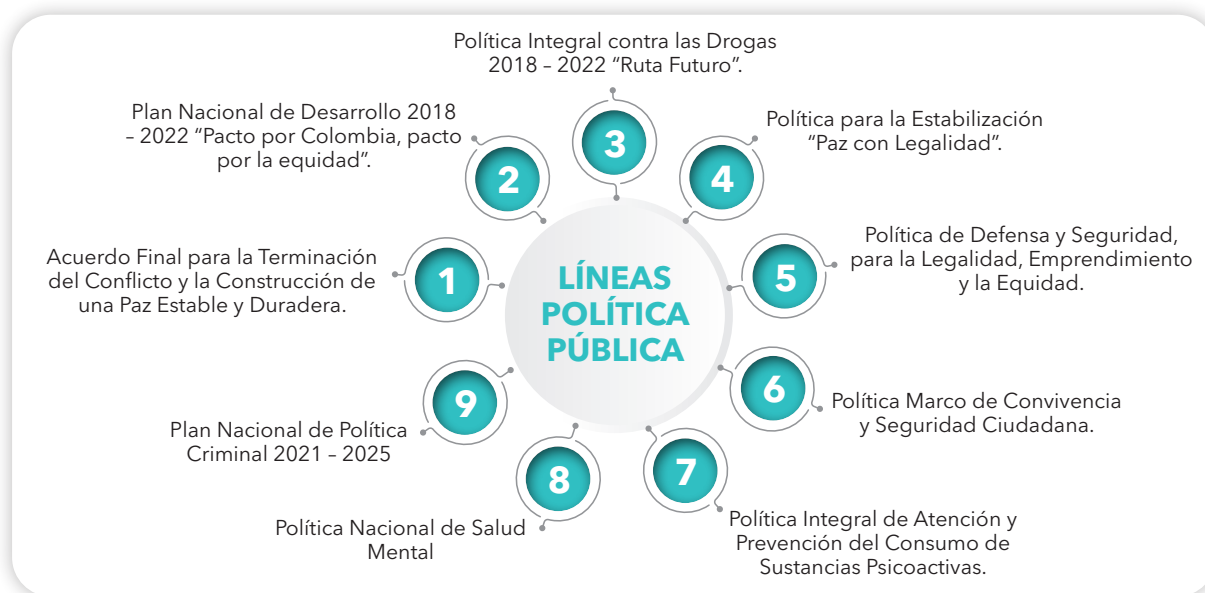 LÍNEAS
POLÍTICA
PÚBLICA
1
Acuerdo Final para la Terminación
del Conflicto y la Construcción de
una Paz Estable y Duradera.
2
Plan Nacional de Desarrollo 2018
– 2022 “Pacto por Colombia, pacto
por la equidad”.
3
Política Integral contra las Drogas
2018 – 2022 “Ruta Futuro”.
4
Política para la Estabilización
“Paz con Legalidad”.
5
Política de Defensa y Seguridad,
para la Legalidad, Emprendimiento
y la Equidad.
6
Política Marco de Convivencia
y Seguridad Ciudadana.
7
Política Integral de Atención y
Prevención del Consumo de
Sustancias Psicoactivas.
8
Política Nacional de Salud
Mental
9
Plan Nacional de Política
Criminal 2021 – 2025